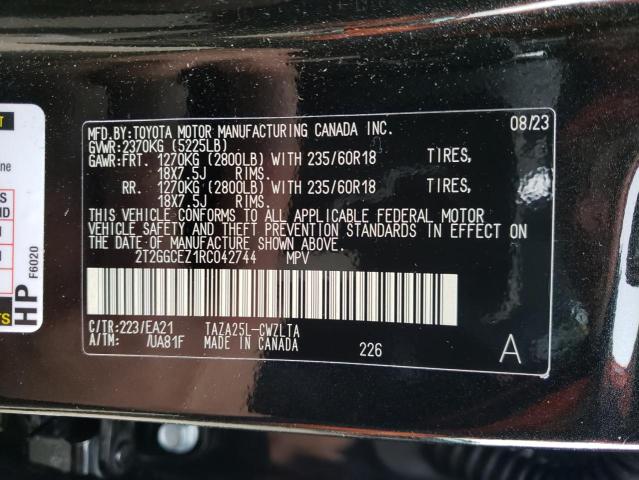 MFD.BY:TOYOTA MOTOR MANUFACTURING CANADA INC. 08/23
GVWR:2370KG (5225LB)
GAWR:FRT. 1270KG (2800LB) WITH 235/60R18 TIRES,
18X7.5J RIMS.
RR. 1270KG (2800LB) WITH 235/60R18 TIRES,
18X7.5J RIMS.
THIS VEHICLE CONFORMS TO ALL APPLICABLE FEDERAL MOTOR
VEHICLE SAFETY AND THEFT PREVENTION STANDARDS IN EFFECT ON
THE DATE OF MANUFACTURE SHOWN ABOVE.
2T2GGCEZ1RC042744 MPV
C/TR:223/EA21 TAZA25L-CWZLTA
A/TM: /UA81F MADE IN CANADA 226 A
HP
F6020